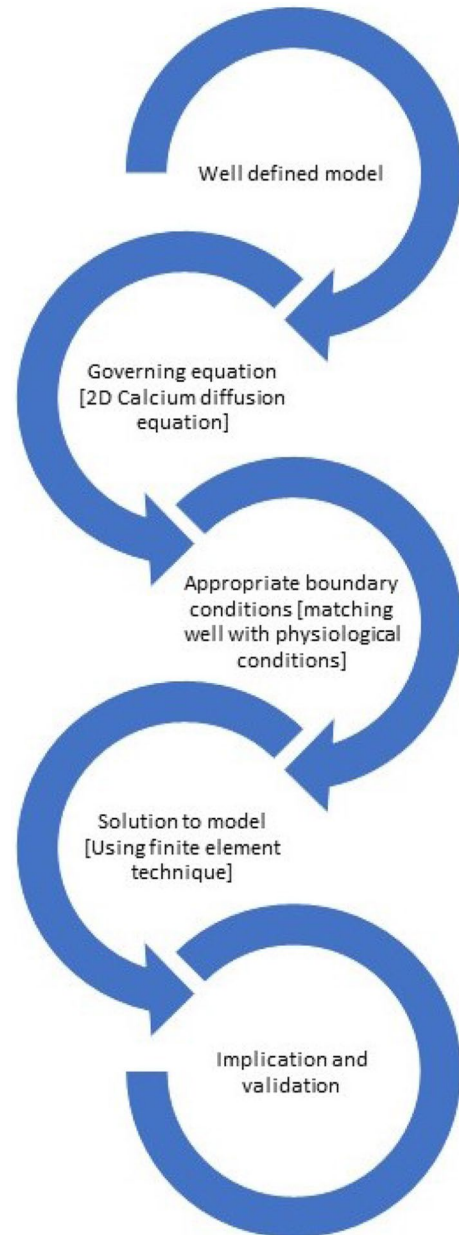 Well defined model
Governing equation
[2D Calcium diffusion
equation]
Appropriate boundary
conditions [matching
well with physiological
conditions]
Solution to model
[Using finite element
technique]
Implication and
validation